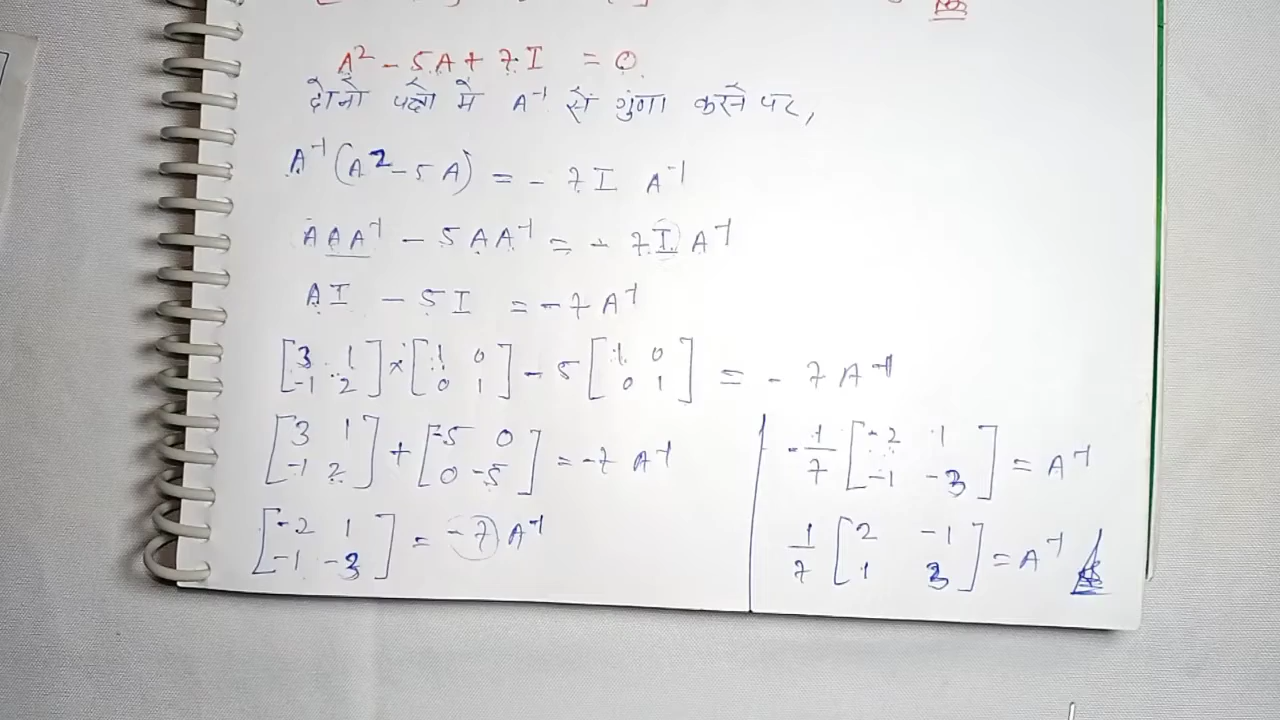 A² - 5A + 7I = 0
दोनो पक्षो में A⁻¹ से गुणा करने पर,
A⁻¹(A² - 5A) = - 7I A⁻¹
AAA⁻¹ - 5AA⁻¹ = - 7I A⁻¹
AI - 5I = -7A⁻¹
[3 1; -1 2] × [1 0; 0 1] - 5 [1 0; 0 1] = - 7A⁻¹
[3 1; -1 2] + [-5 0; 0 -5] = -7 A⁻¹
[-2 1; -1 -3] = -7 A⁻¹
-1/7 [-2 1; -1 -3] = A⁻¹
1/7 [2 -1; 1 3] = A⁻¹